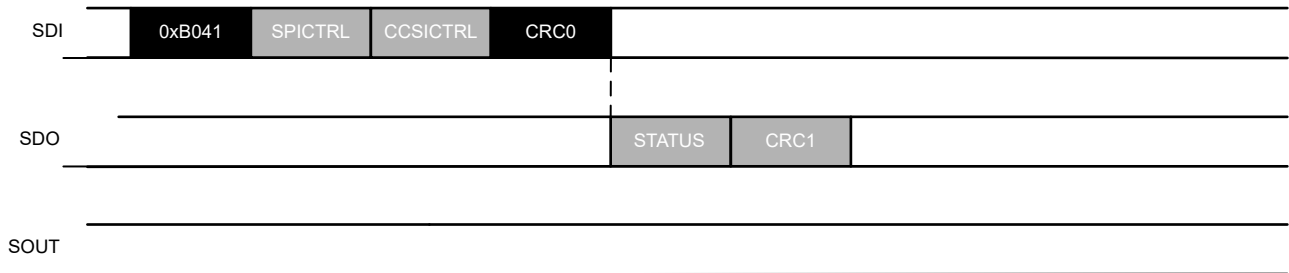 SDI 0xB041 SPICTRL CCSICTRL CRC0
SDO STATUS CRC1
SOUT